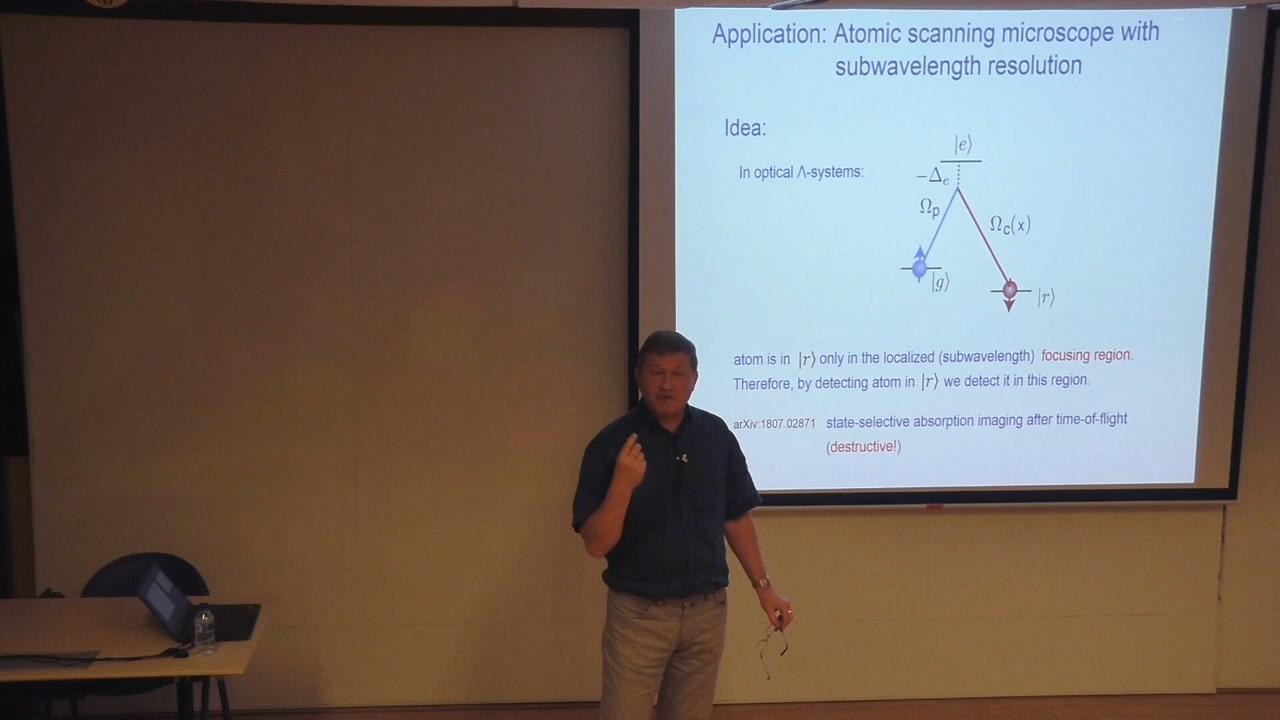 Application: Atomic scanning microscope with
subwavelength resolution
Idea:
In optical Λ-systems:
|e⟩
−Δₑ
Ωp
Ωc(x)
|g⟩
|r⟩
atom is in |r⟩ only in the localized (subwavelength) focusing region.
Therefore, by detecting atom in |r⟩ we detect it in this region.
arXiv:1807.02871 state-selective absorption imaging after time-of-flight
(destructive!)